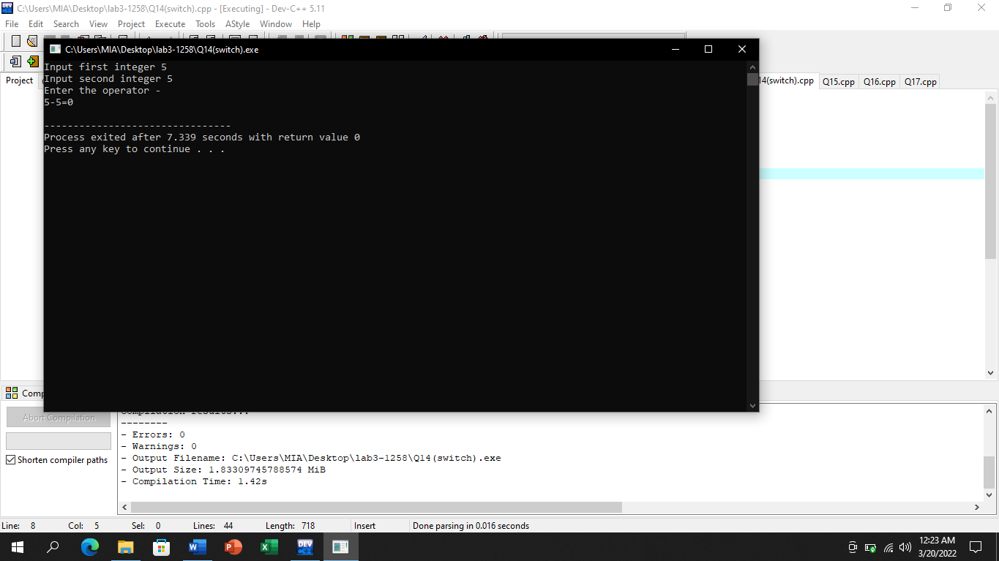 C:\Users\MIA\Desktop\lab3-1258\Q14(switch).cpp - [Executing] - Dev-C++ 5.11
File Edit Search View Project Execute Tools AStyle Window Help
C:\Users\MIA\Desktop\lab3-1258\Q14(switch).exe
Project
14(switch).cpp Q15.cpp Q16.cpp Q17.cpp
Input first integer 5
Input second integer 5
Enter the operator -
5-5=0
--------------------------------
Process exited after 7.339 seconds with return value 0
Press any key to continue . . .
Comp
Abort Compilation
Shorten compiler paths
Compilation results...
--------
- Errors: 0
- Warnings: 0
- Output Filename: C:\Users\MIA\Desktop\lab3-1258\Q14(switch).exe
- Output Size: 1.83309745788574 MiB
- Compilation Time: 1.42s
Line: 8 Col: 5 Sel: 0 Lines: 44 Length: 718 Insert Done parsing in 0.016 seconds
12:23 AM
3/20/2022